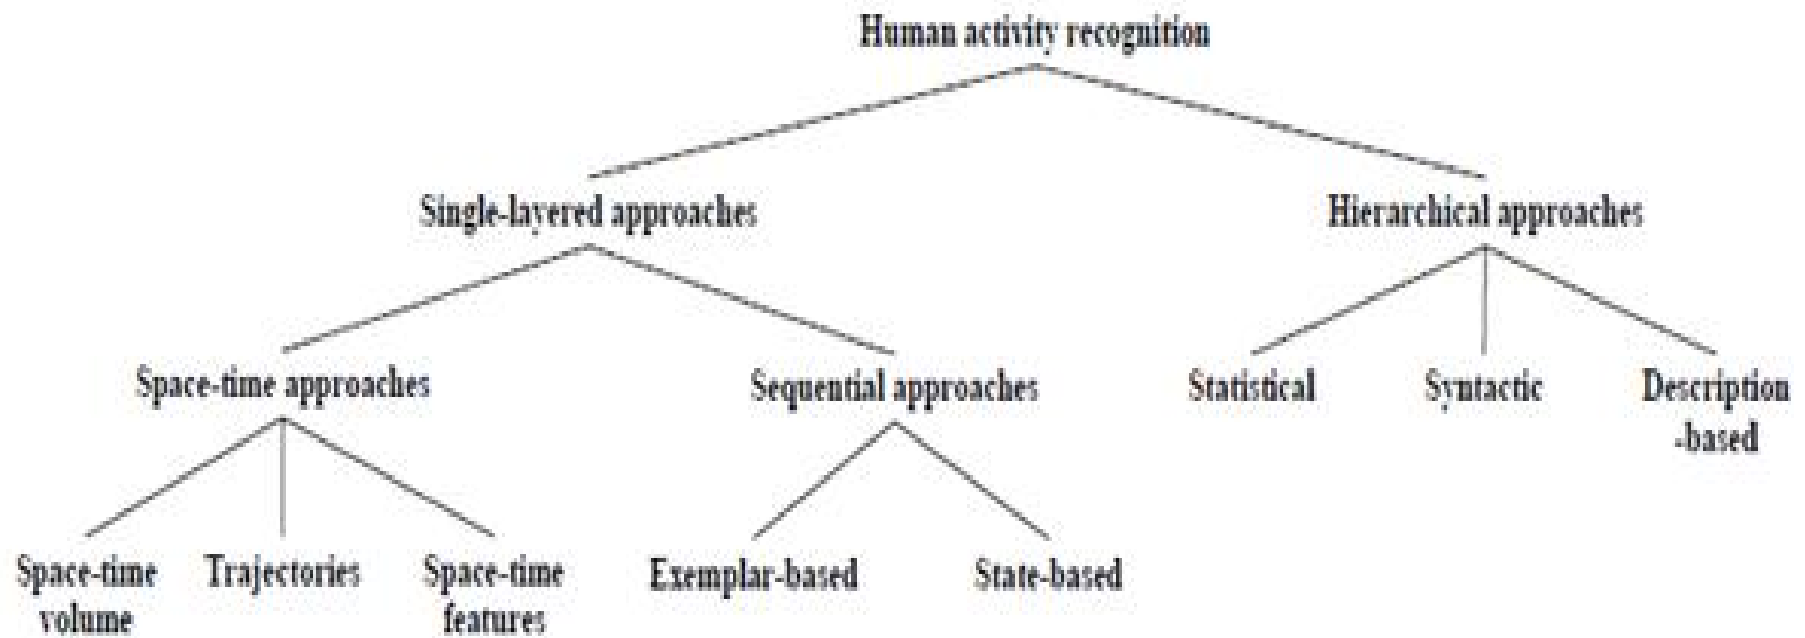 Human activity recognition
Single-layered approaches
Hierarchical approaches
Space-time approaches
Sequential approaches
Statistical
Syntactic
Description
-based
Space-time
volume
Trajectories
Space-time
features
Exemplar-based
State-based